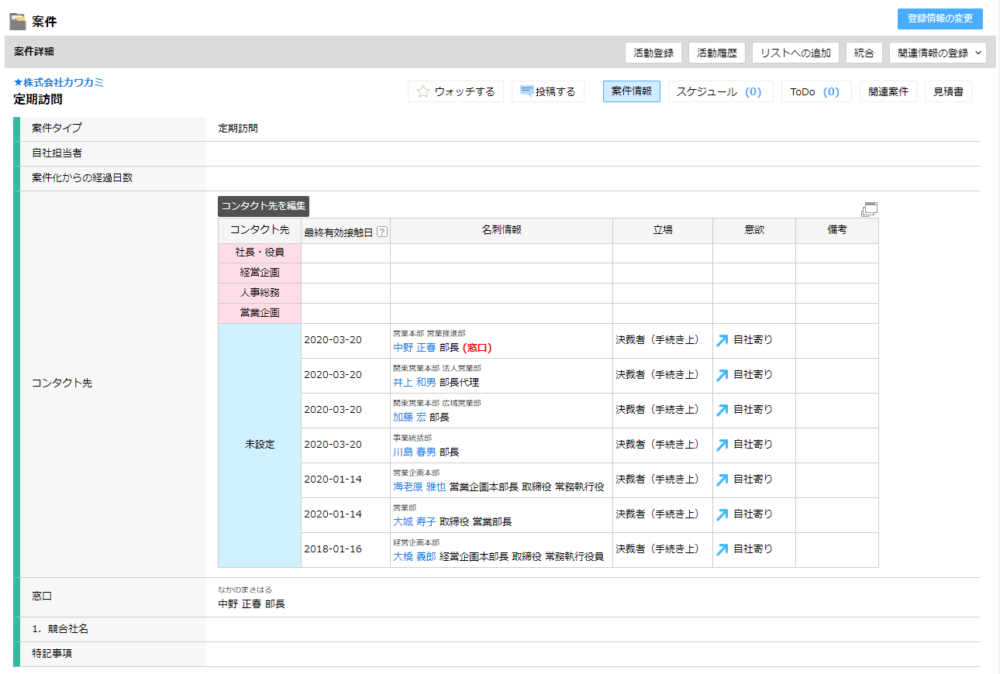 案件
登録情報の変更
案件詳細
活動登録 活動履歴 リストへの追加 統合 関連情報の登録
★株式会社カワカミ
定期訪問
ウォッチする 投稿する 案件情報 スケジュール (0) ToDo (0) 関連案件 見積書
案件タイプ 定期訪問
自社担当者
案件化からの経過日数
コンタクト先
コンタクト先を編集
コンタクト先 最終有効接触日 ? 名刺情報 立場 意欲 備考
社長・役員
経営企画
人事総務
営業企画
未設定
営業本部 営業推進部
2020-03-20 中野 正春 部長 (窓口) 決裁者（手続き上） 自社寄り
関東営業本部 法人営業部
2020-03-20 井上 和男 部長代理 決裁者（手続き上） 自社寄り
関東営業本部 広域営業部
2020-03-20 加藤 宏 部長 決裁者（手続き上） 自社寄り
事業統括部
2020-03-20 川島 春男 部長 決裁者（手続き上） 自社寄り
営業企画本部
2020-01-14 海老原 雅也 営業企画本部長 取締役 常務執行役 決裁者（手続き上） 自社寄り
営業部
2020-01-14 大城 寿子 取締役 営業部長 決裁者（手続き上） 自社寄り
経営企画本部
2018-01-16 大橋 義郎 経営企画本部長 取締役 常務執行役員 決裁者（手続き上） 自社寄り
窓口
なかのまさはる
中野 正春 部長
1. 競合社名
特記事項